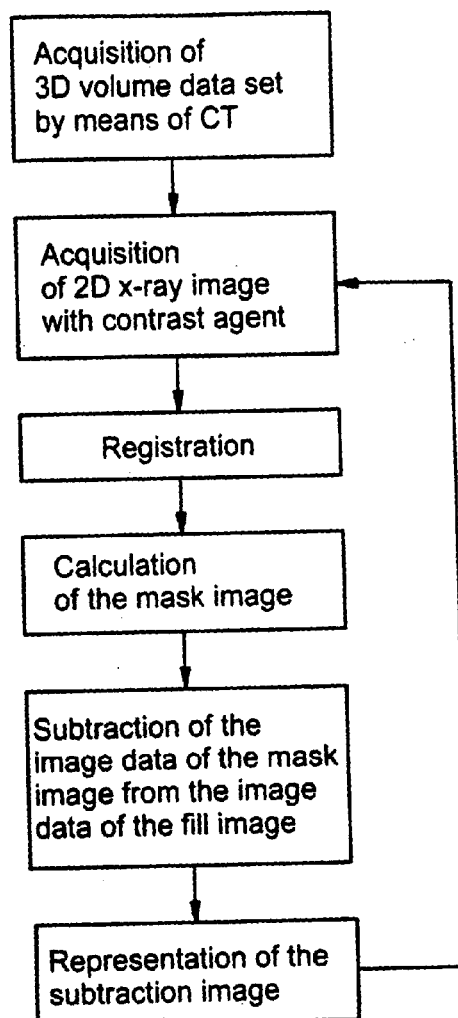 Acquisition of
3D volume data set
by means of CT
Acquisition
of 2D x-ray image
with contrast agent
Registration
Calculation
of the mask image
Subtraction of the
image data of the mask
image from the image
data of the fill image
Representation of the
subtraction image